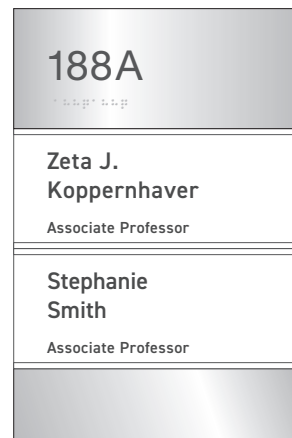 188A
Zeta J.
Koppernhaver
Associate Professor
Stephanie
Smith
Associate Professor